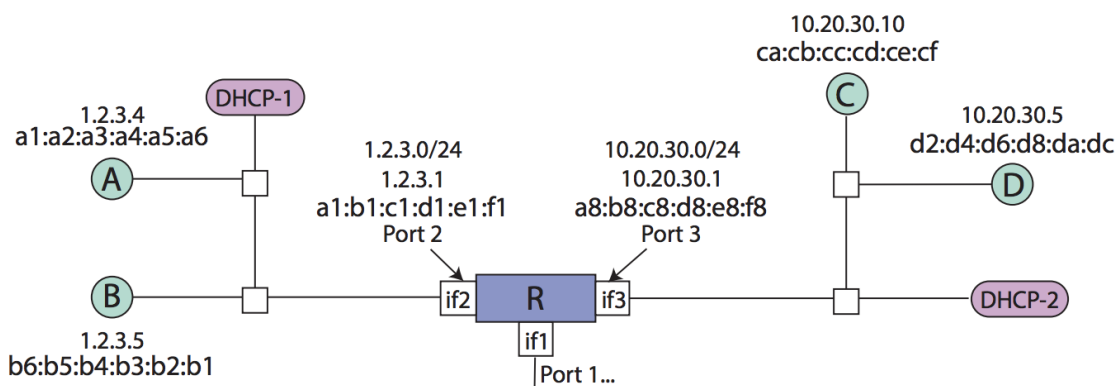 10.20.30.10
ca:cb:cc:cd:ce:cf
DHCP-1
C
1.2.3.4
a1:a2:a3:a4:a5:a6
10.20.30.5
d2:d4:d6:d8:da:dc
A
D
1.2.3.0/24
1.2.3.1
a1:b1:c1:d1:e1:f1
Port 2
10.20.30.0/24
10.20.30.1
a8:b8:c8:d8:e8:f8
Port 3
B
if2
R
if3
DHCP-2
1.2.3.5
b6:b5:b4:b3:b2:b1
if1
Port 1...